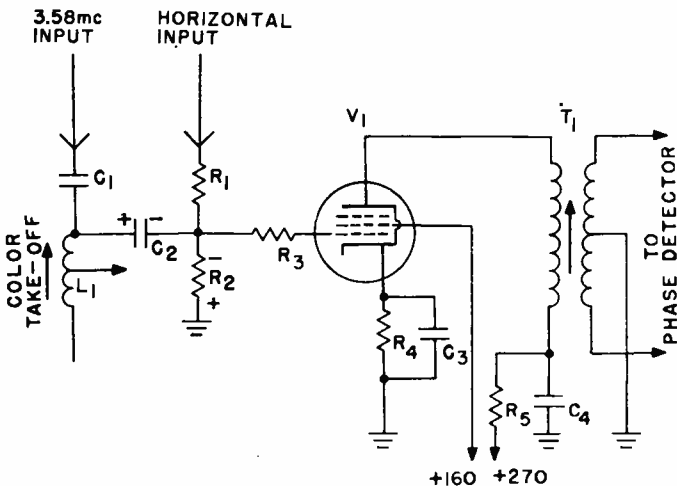 3.58mc
INPUT
HORIZONTAL
INPUT
V1
T1
C1
R1
+ -
C2
R3
-
R2
+
COLOR
TAKE-OFF
L1
R4
C3
R5
C4
TO
PHASE DETECTOR
+160 +270